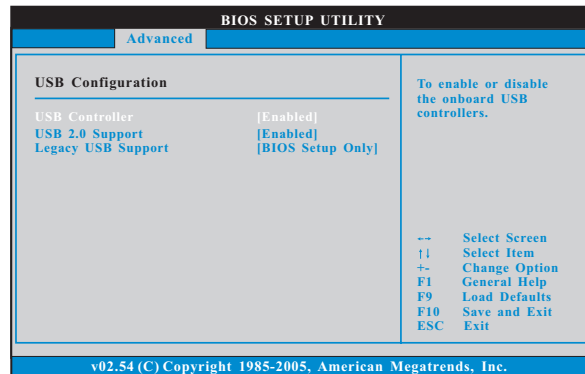 BIOS SETUP UTILITY
Advanced
USB Configuration
USB Controller [Enabled]
USB 2.0 Support [Enabled]
Legacy USB Support [BIOS Setup Only]
To enable or disable
the onboard USB
controllers.
←→ Select Screen
↑↓ Select Item
+- Change Option
F1 General Help
F9 Load Defaults
F10 Save and Exit
ESC Exit
v02.54 (C) Copyright 1985-2005, American Megatrends, Inc.